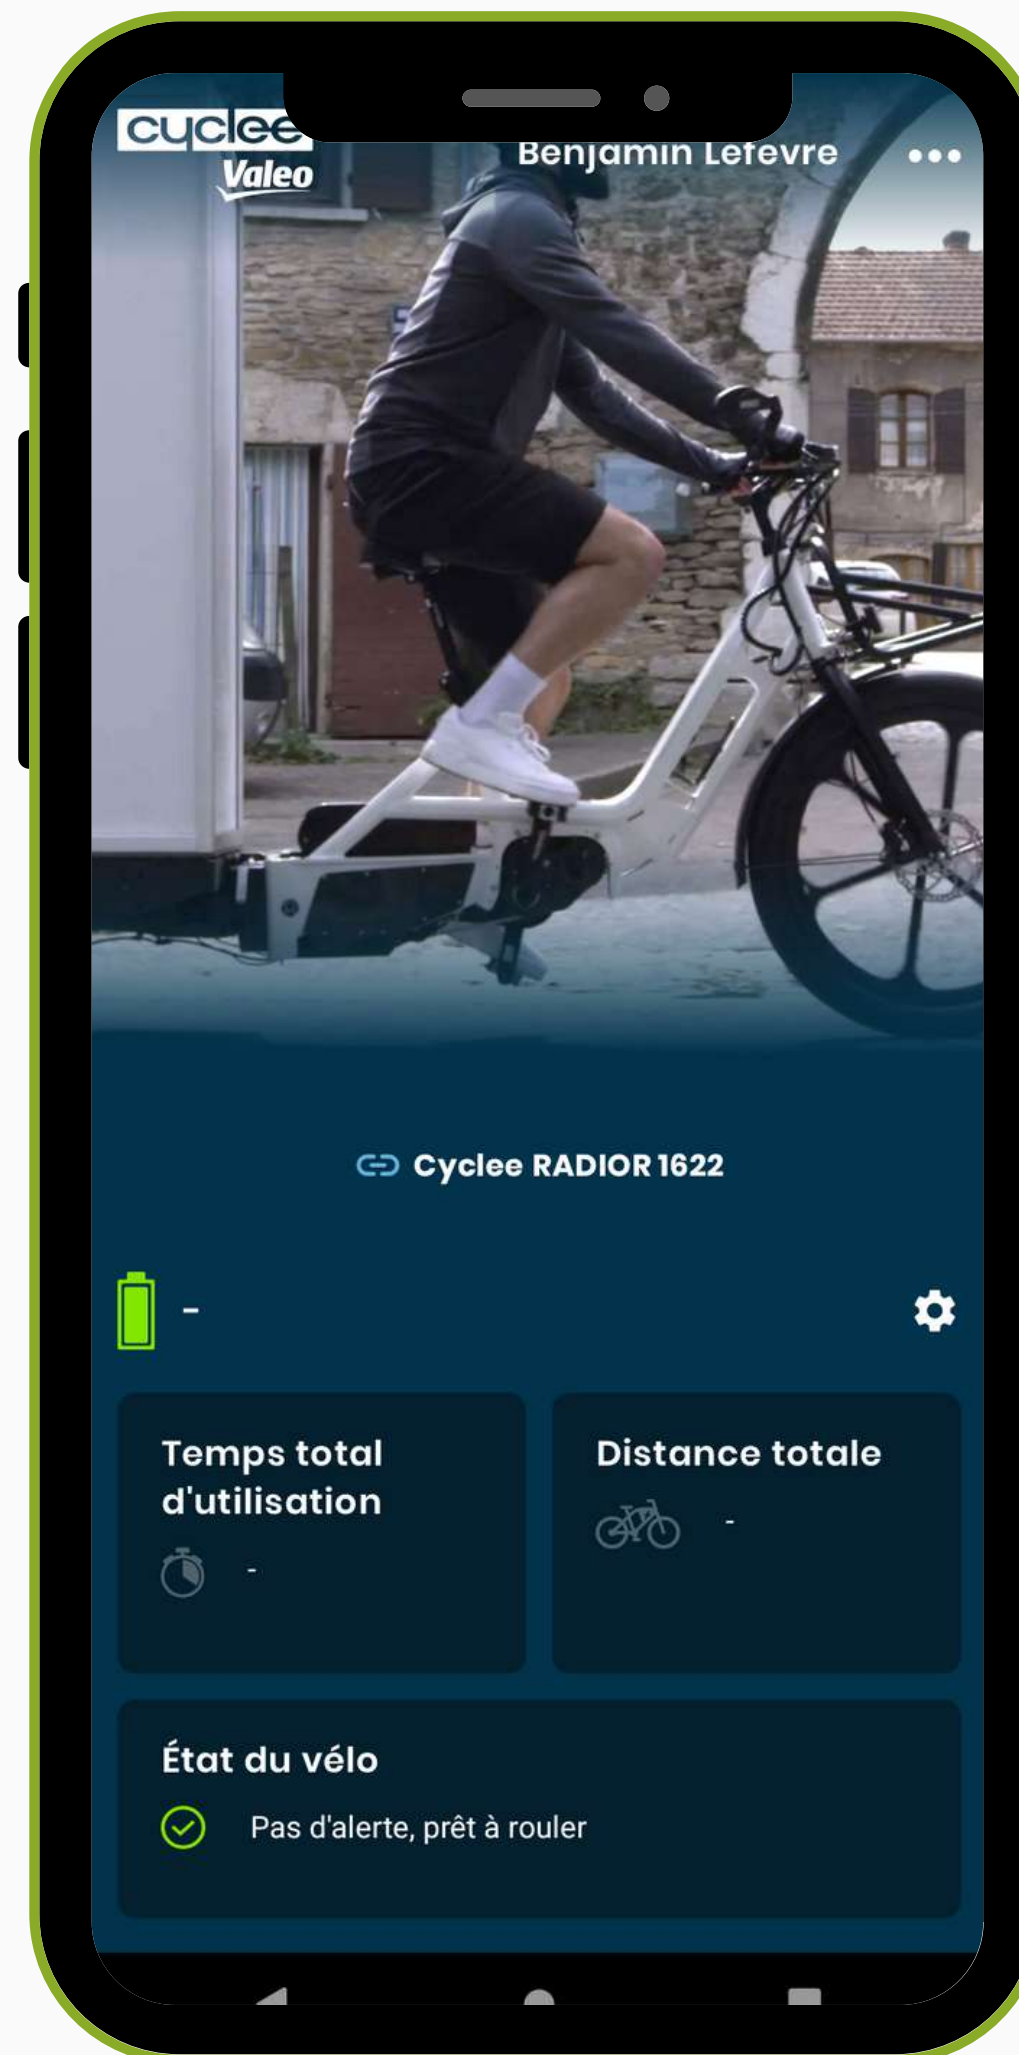 cyclee
Valeo
Benjamin Lefevre
Cyclee RADIOR 1622
-
Temps total
d'utilisation
-
Distance totale
-
État du vélo
Pas d'alerte, prêt à rouler